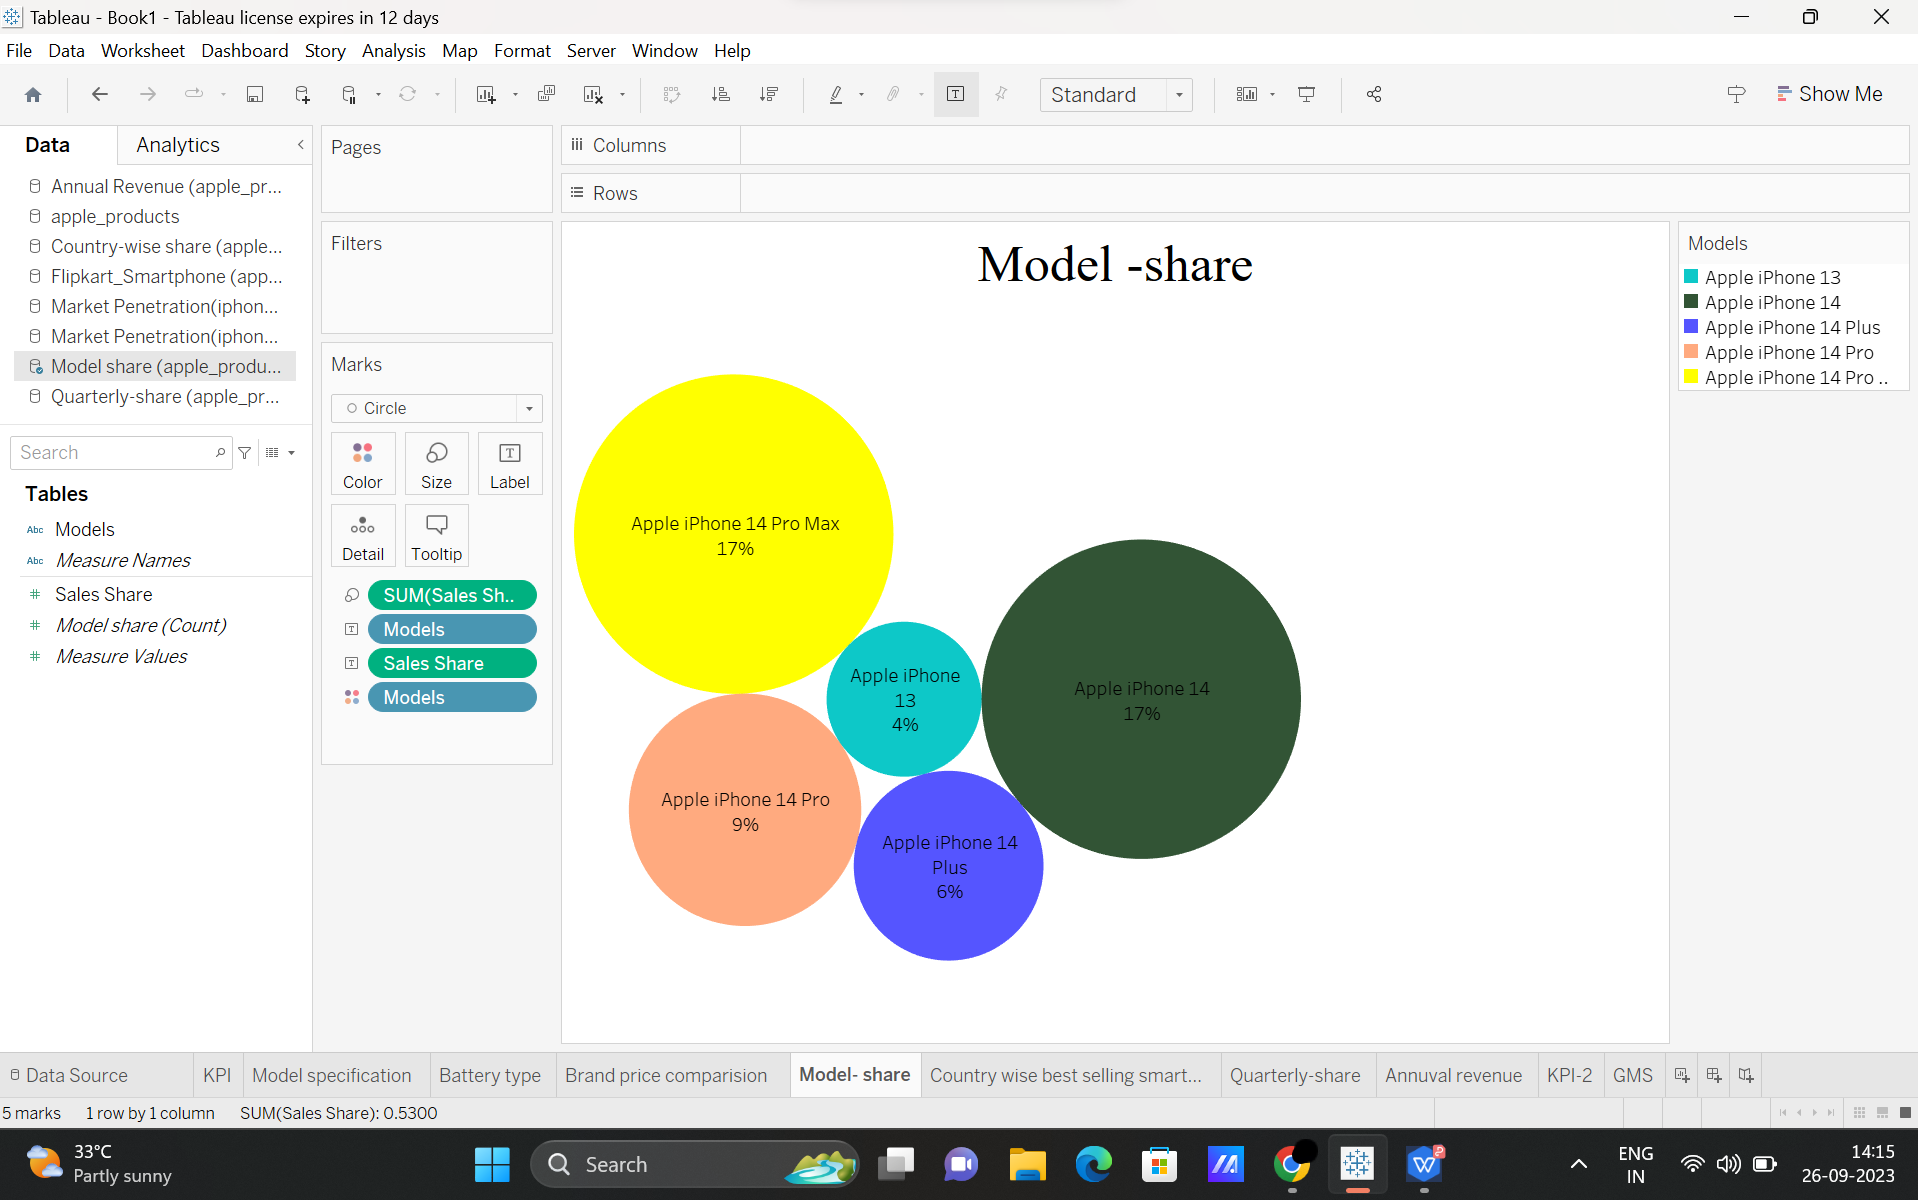 Tableau - Book1 - Tableau license expires in 12 days
File Data Worksheet Dashboard Story Analysis Map Format Server Window Help
Standard
Show Me
Data Analytics
Annual Revenue (apple_pr...
apple_products
Country-wise share (apple...
Flipkart_Smartphone (app...
Market Penetration(iphon...
Market Penetration(iphon...
Model share (apple_produ...
Quarterly-share (apple_pr...
Search
Tables
Abc Models
Abc Measure Names
# Sales Share
# Model share (Count)
# Measure Values
Pages
Filters
Marks
Circle
Color Size Label
Detail Tooltip
SUM(Sales Sh..
Models
Sales Share
Models
Columns
Rows
Model -share
Apple iPhone 14 Pro Max
17%
Apple iPhone
13
4%
Apple iPhone 14
17%
Apple iPhone 14 Pro
9%
Apple iPhone 14
Plus
6%
Models
Apple iPhone 13
Apple iPhone 14
Apple iPhone 14 Plus
Apple iPhone 14 Pro
Apple iPhone 14 Pro ..
Data Source KPI Model specification Battery type Brand price comparision Model- share Country wise best selling smart... Quarterly-share Annuval revenue KPI-2 GMS
5 marks 1 row by 1 column SUM(Sales Share): 0.5300
33°C
Partly sunny
Search
ENG
IN
14:15
26-09-2023